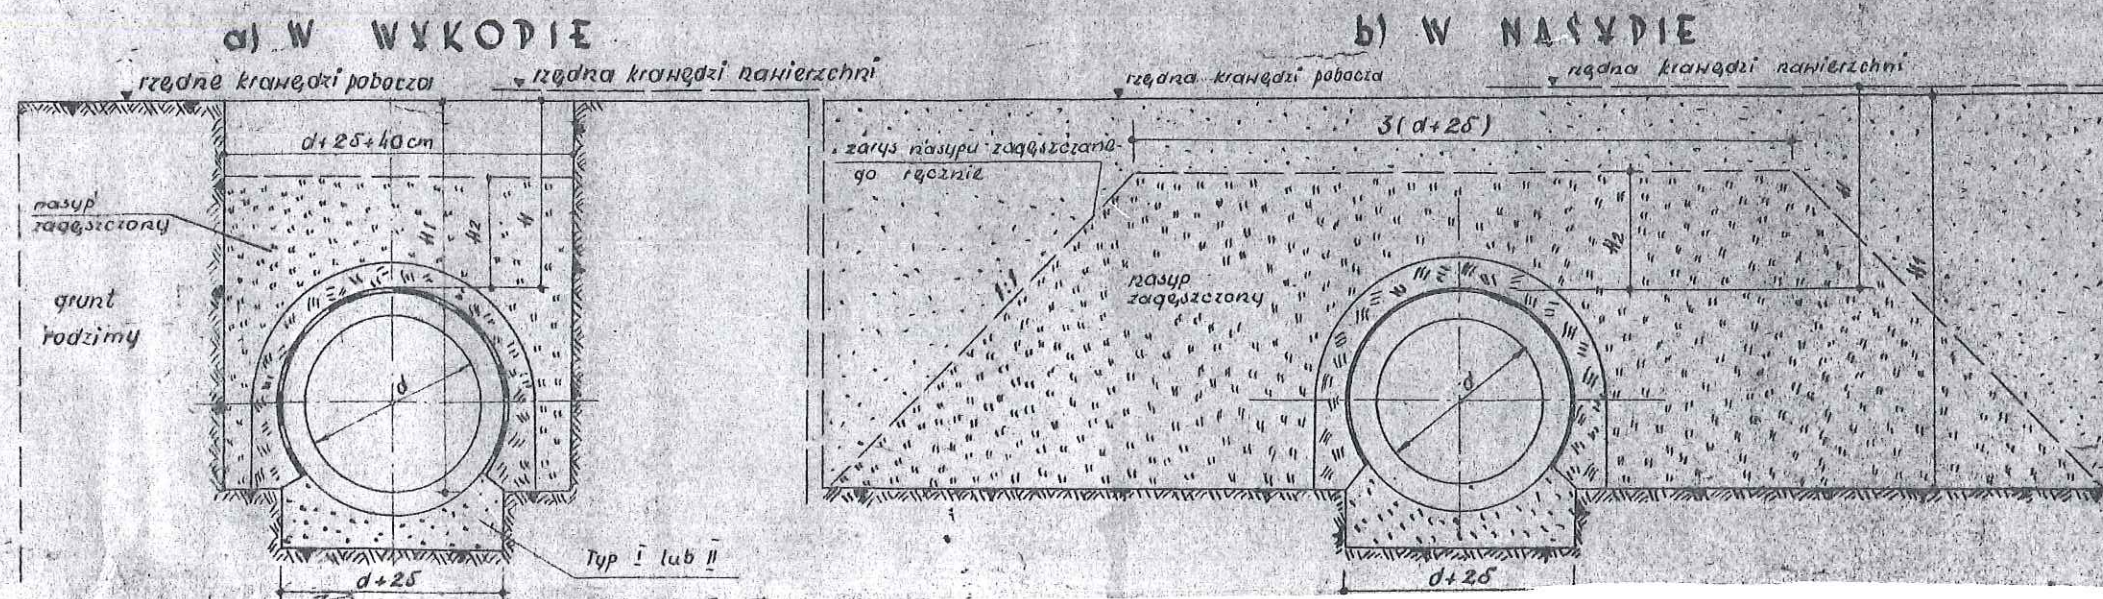 a) W WYKOPIE
rzędne krawędzi pobocza
rzędna krawędzi nawierzchni
d+2δ+40cm
nasyp
zagęszczony
grunt
rodzimy
H1
H2
H
d
Typ I lub II
d+2δ
b) W NASYPIE
rzędna krawędzi pobocza
rzędna krawędzi nawierzchni
3(d+2δ)
zarys nasypu zagęszczane-
go ręcznie
1:1
nasyp
zagęszczony
H2
H
H1
d
d+2δ